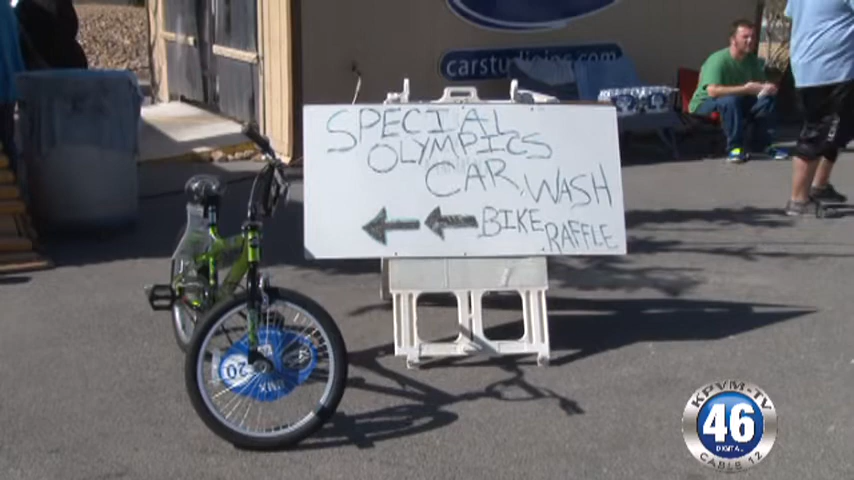 carstudioinc.com
SPECIAL
OLYMPICS
CAR WASH
BIKE
RAFFLE
20
KPVM-TV
46
DIGITAL
CABLE 12